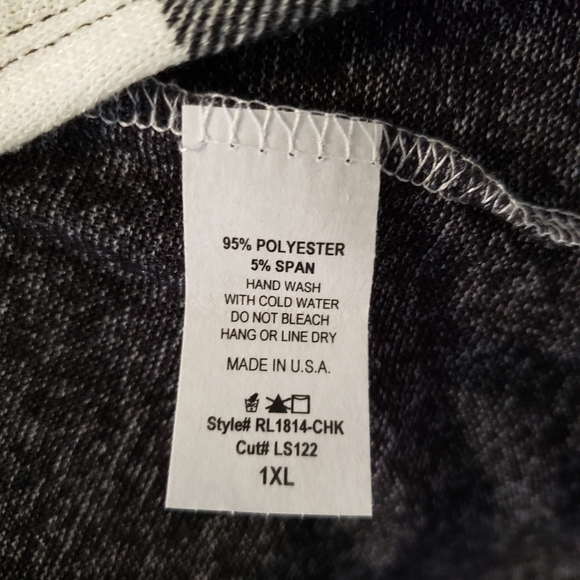 95% POLYESTER
5% SPAN
HAND WASH
WITH COLD WATER
DO NOT BLEACH
HANG OR LINE DRY
MADE IN U.S.A.
Style# RL1814-CHK
Cut# LS122
1XL